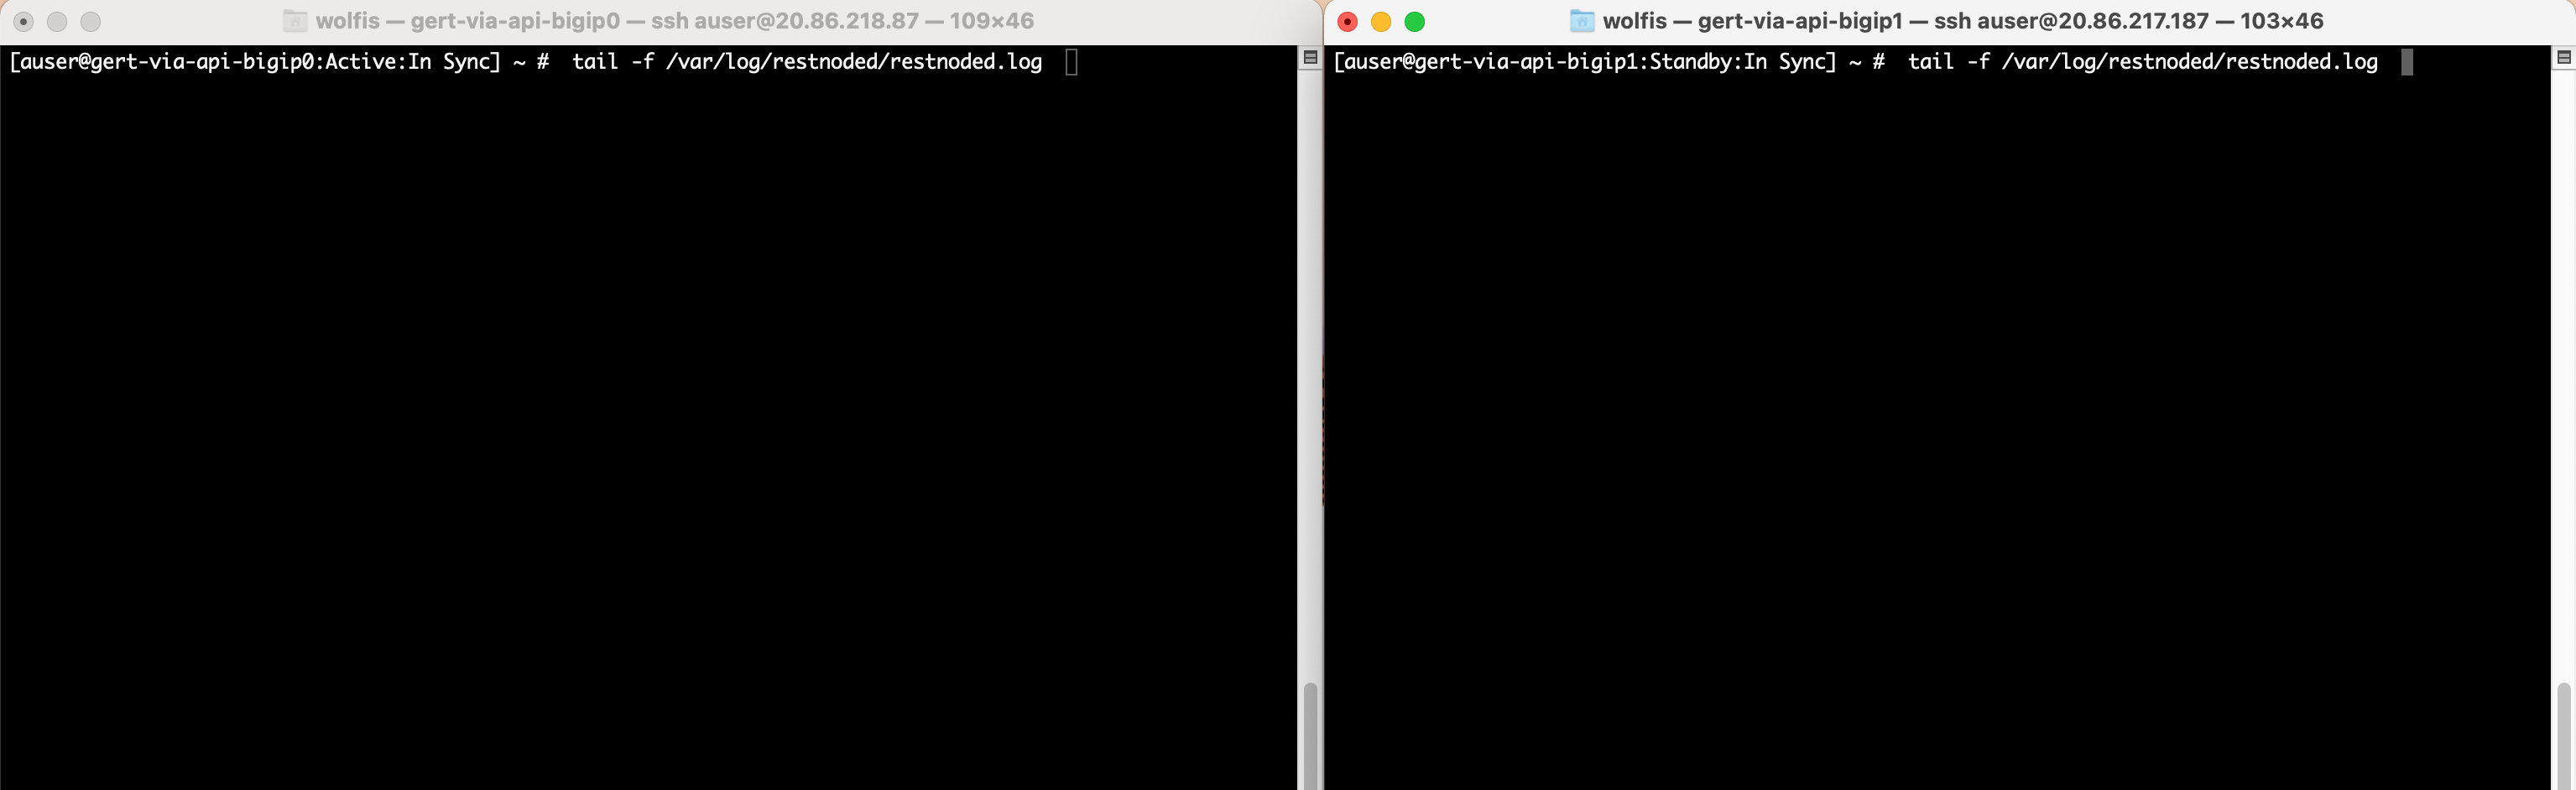 wolfis — gert-via-api-bigip0 — ssh auser@20.86.218.87 — 109×46
[auser@gert-via-api-bigip0:Active:In Sync] ~ #  tail -f /var/log/restnoded/restnoded.log
wolfis — gert-via-api-bigip1 — ssh auser@20.86.217.187 — 103×46
[auser@gert-via-api-bigip1:Standby:In Sync] ~ #  tail -f /var/log/restnoded/restnoded.log